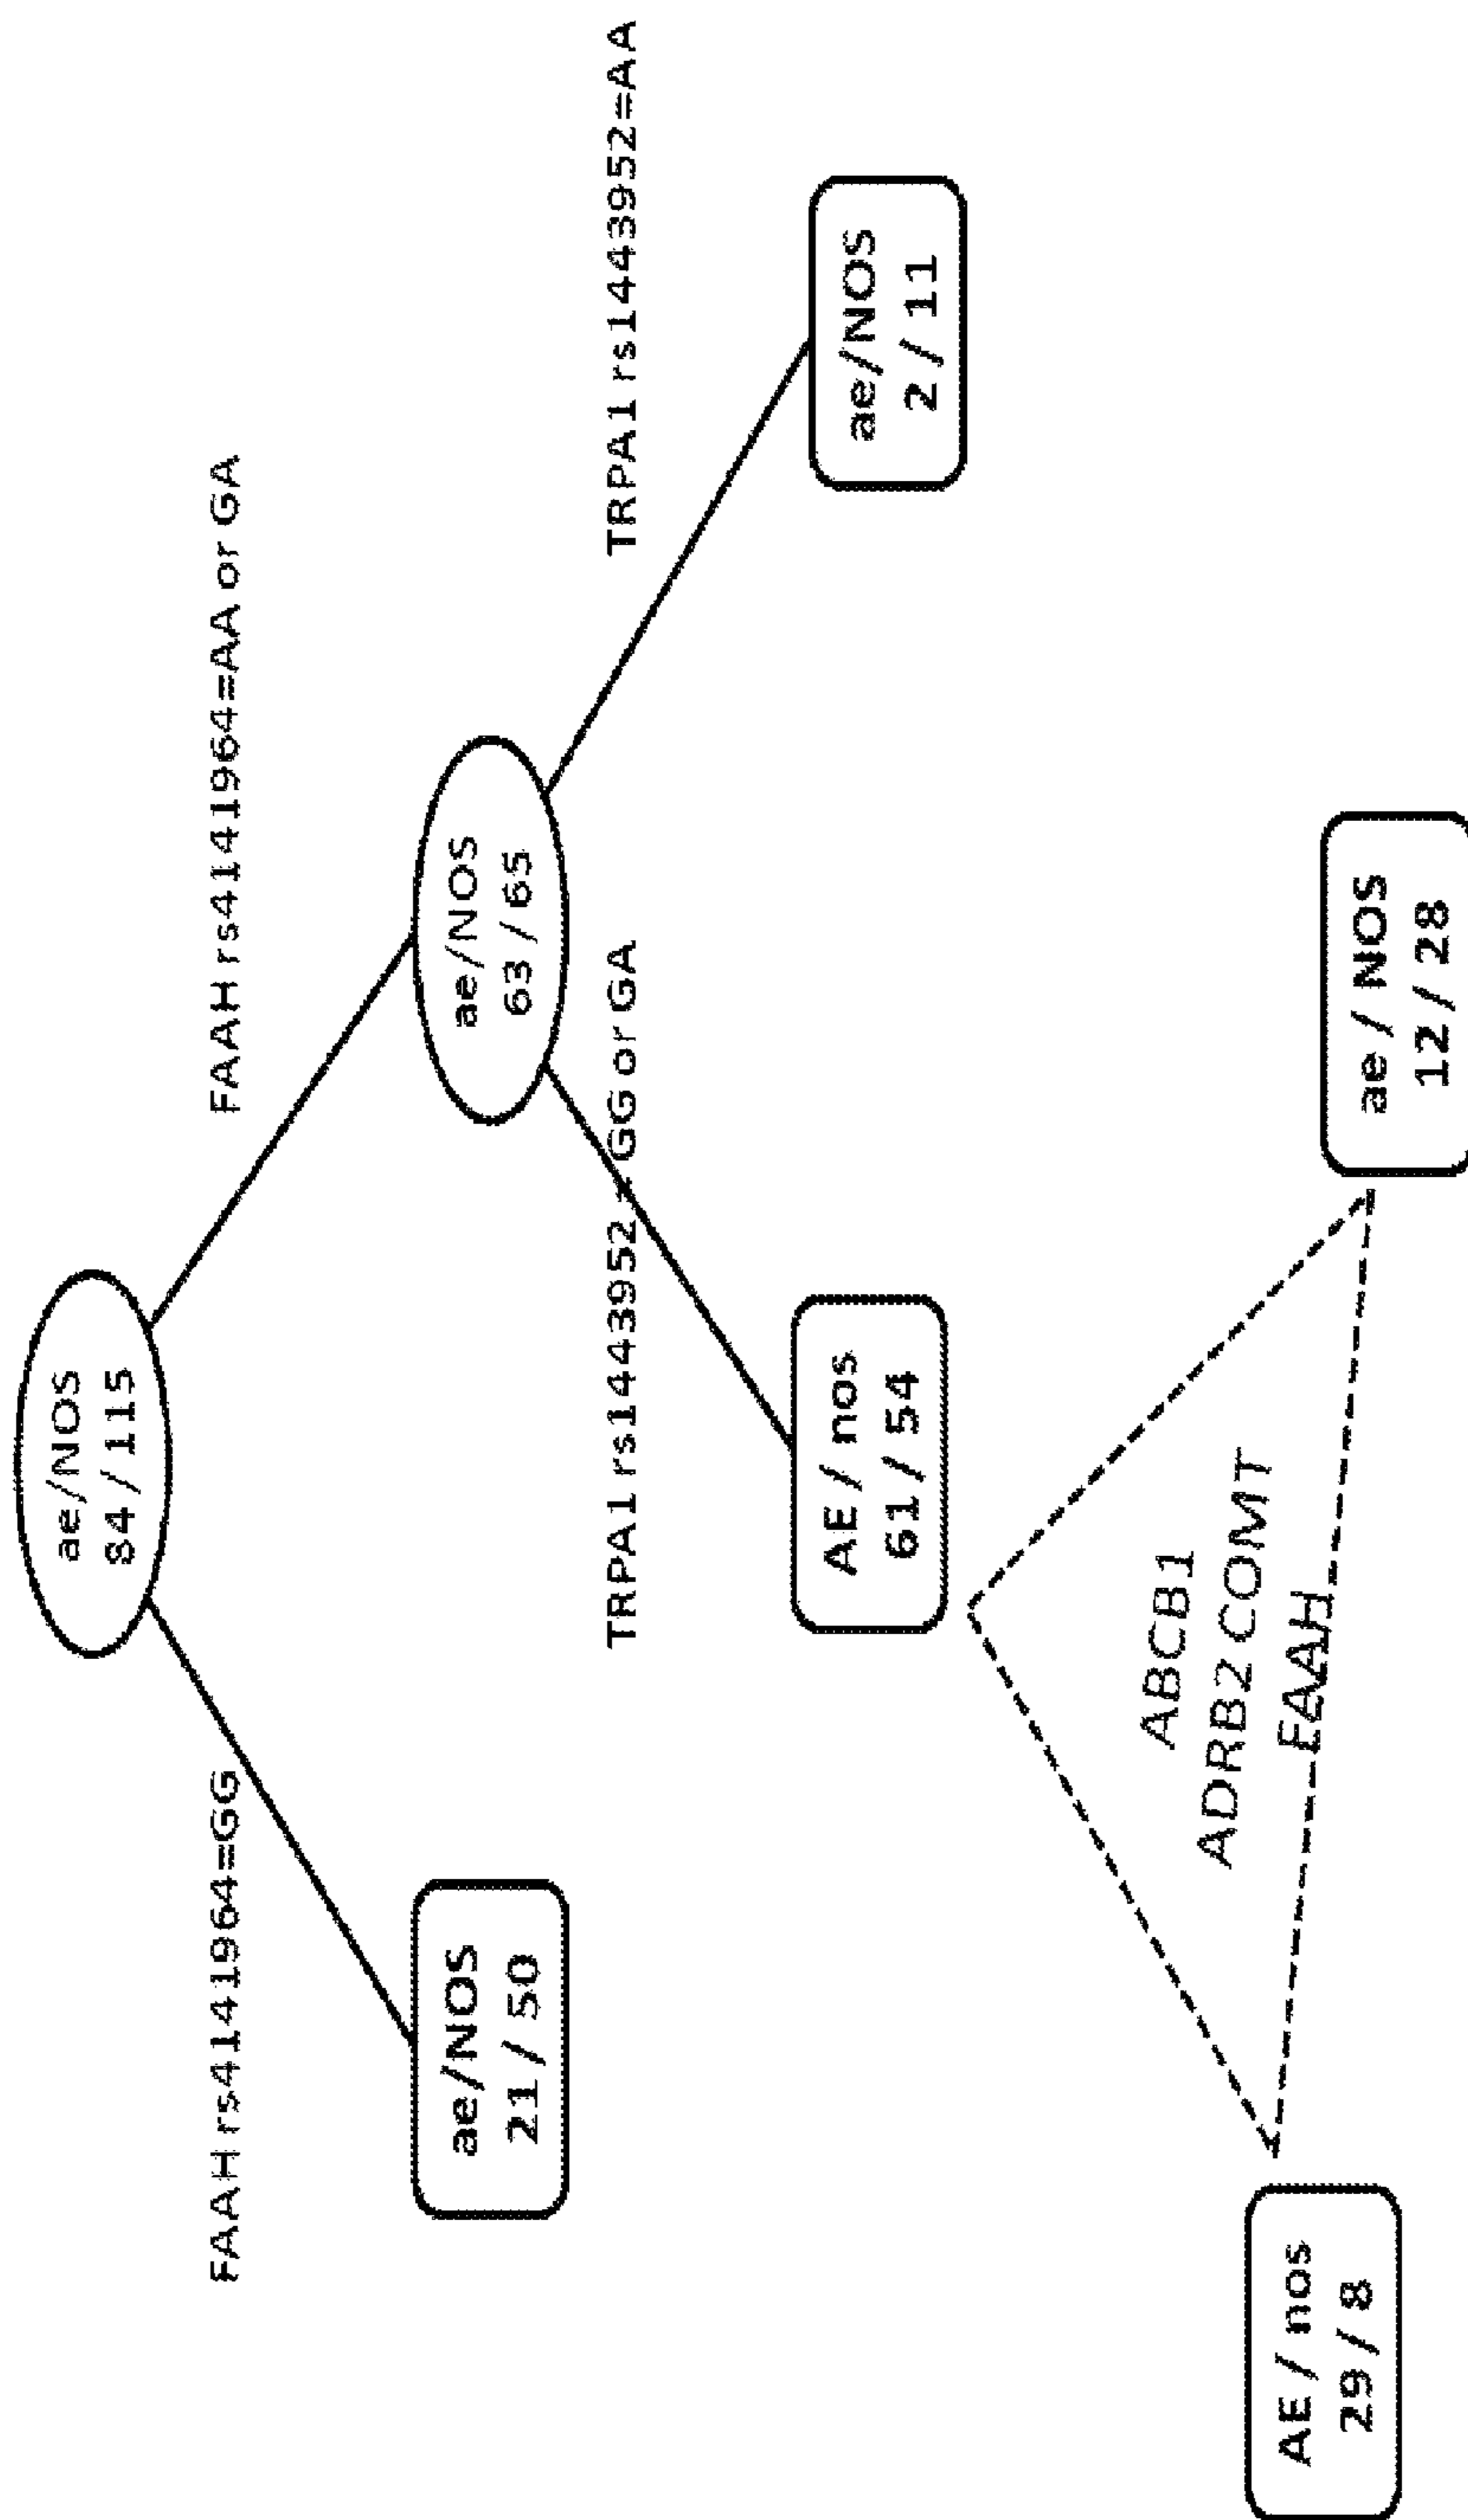 ae/NOS
84/115
FAAH rs4141964=GG
FAAH rs4141964=AA or GA
ae/NOS
21/50
ae/NOS
63/65
TRPA1 rs1443952 = GG or GA
TRPA1 rs1443952=AA
AE/nos
61/54
ae/NOS
2/11
ABCB1
ADRB2 COMT
FAAH
AE/nos
29/8
ae/NOS
12/28